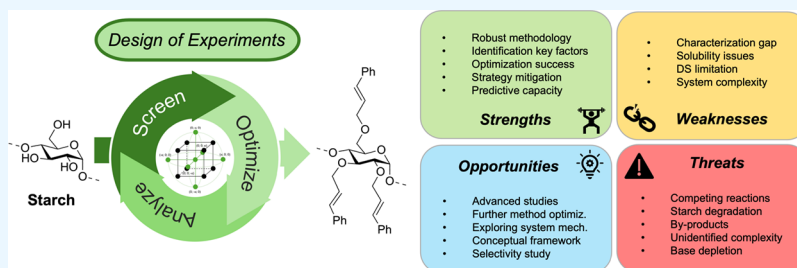 Design of Experiments
Screen
Optimize
Analyze
OH
O
O
HO
OH
O
Starch
Ph
O
O
O
O
O
O
Ph
Ph
Robust methodology
Identification key factors
Optimization success
Strategy mitigation
Predictive capacity
Strengths
Characterization gap
Solubility issues
DS limitation
System complexity
Weaknesses
Opportunities
Advanced studies
Further method optimiz.
Exploring system mech.
Conceptual framework
Selectivity study
Threats
Competing reactions
Starch degradation
By-products
Unidentified complexity
Base depletion